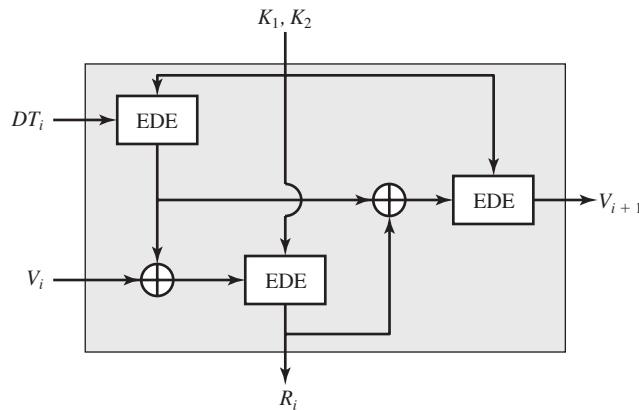 K₁, K₂
DTᵢ
EDE
EDE
Vᵢ₊₁
Vᵢ
EDE
Rᵢ